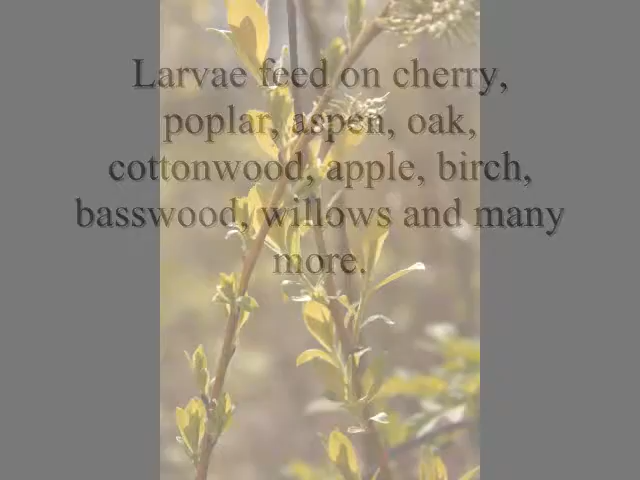 Larvae feed on cherry,
poplar, aspen, oak,
cottonwood, apple, birch,
basswood, willows and many
more.